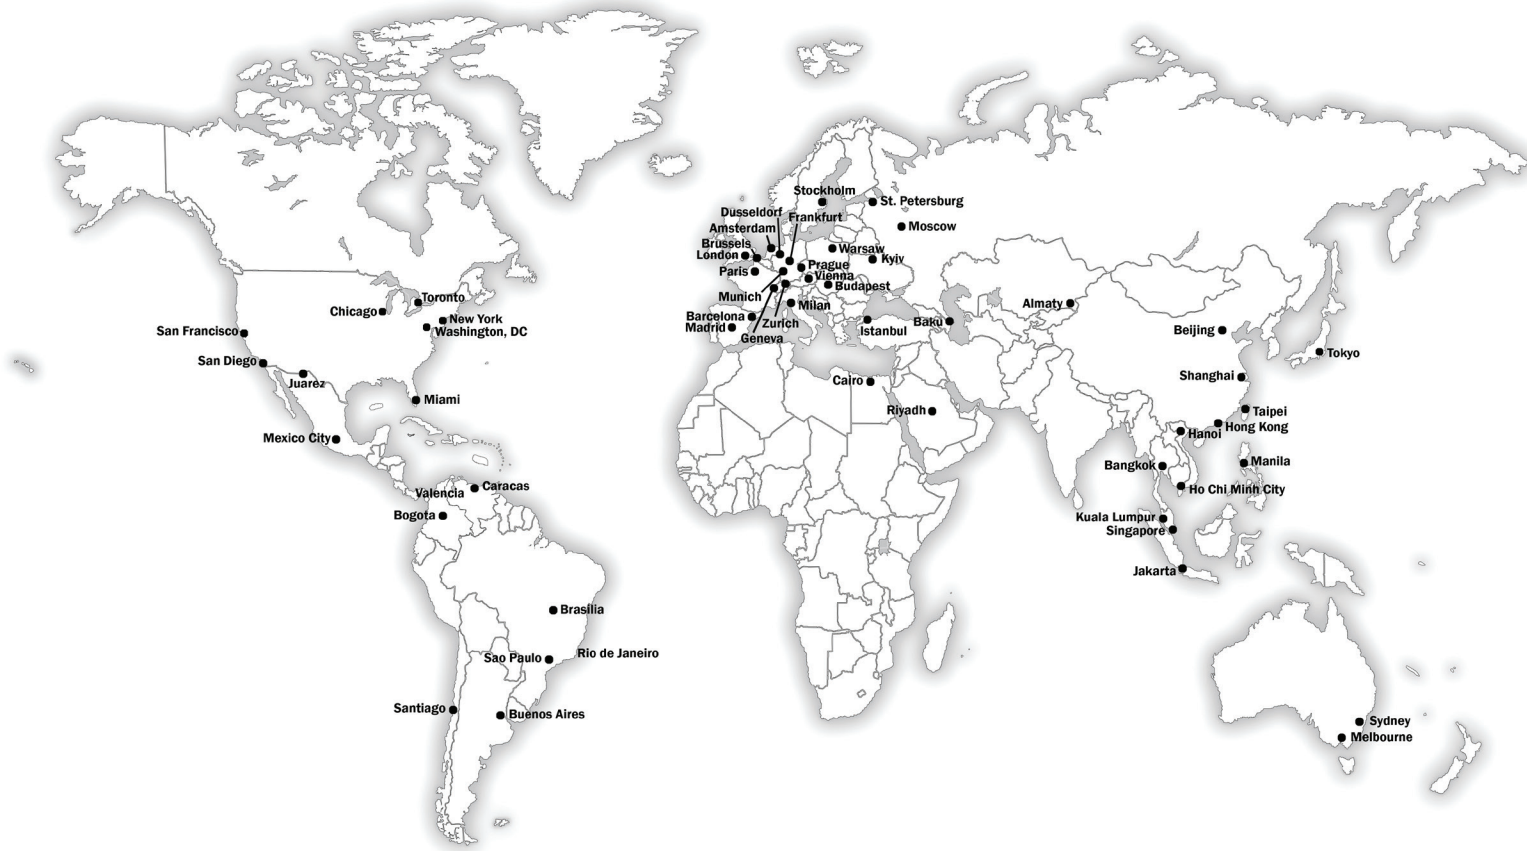 Stockholm
St. Petersburg
Dusseldorf
Frankfurt
Amsterdam
Moscow
Brussels
Warsaw
London
Kyiv
Prague
Paris
Vienna
Budapest
Munich
Toronto
Milan
Almaty
Chicago
New York
Barcelona
Zurich
Baku
Madrid
Istanbul
San Francisco
Washington, DC
Beijing
Geneva
Tokyo
San Diego
Shanghai
Juarez
Cairo
Miami
Riyadh
Taipei
Hong Kong
Mexico City
Hanoi
Manila
Bangkok
Caracas
Valencia
Ho Chi Minh City
Bogota
Kuala Lumpur
Singapore
Jakarta
Brasília
Rio de Janeiro
Sao Paulo
Santiago
Buenos Aires
Sydney
Melbourne